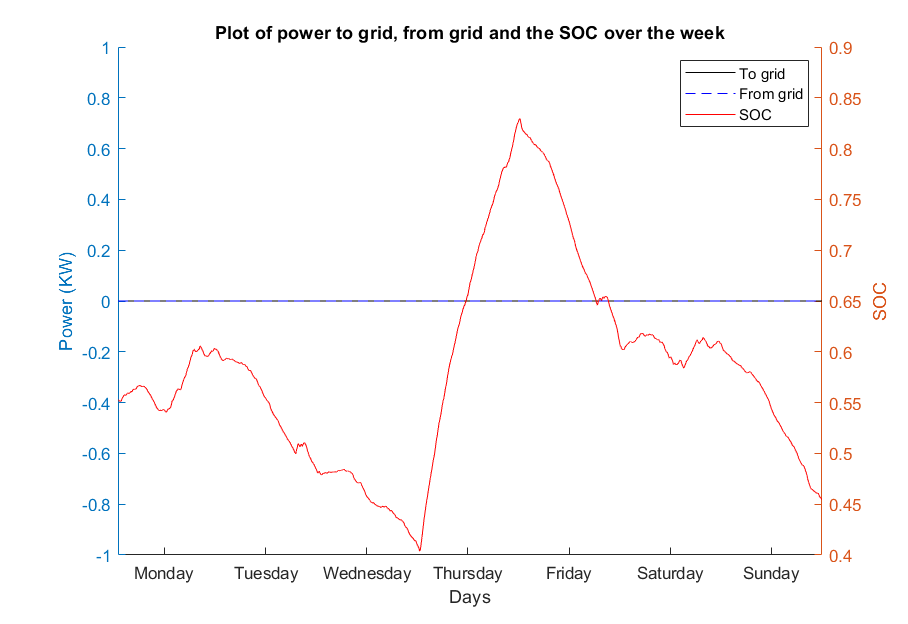 Plot of power to grid, from grid and the SOC over the week
To grid
From grid
SOC
Power (KW)
1
0.8
0.6
0.4
0.2
0
-0.2
-0.4
-0.6
-0.8
-1
SOC
0.9
0.85
0.8
0.75
0.7
0.65
0.6
0.55
0.5
0.45
0.4
Monday Tuesday Wednesday Thursday Friday Saturday Sunday
Days